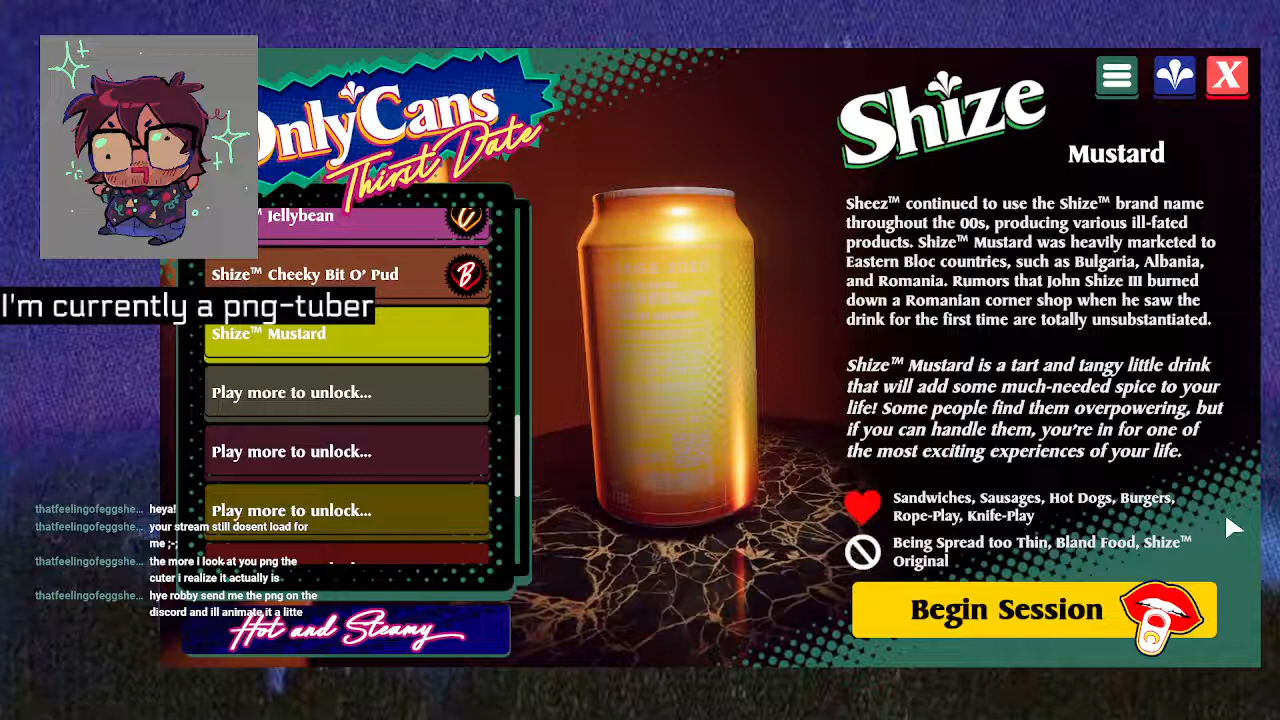 OnlyCans
Thirst Date
™ Jellybean
Shize™ Cheeky Bit O' Pud
B
I'm currently a png-tuber
Shize™ Mustard
Play more to unlock...
Play more to unlock...
Play more to unlock...
Hot and Steamy
thatfeelingofeggshe... heya!
thatfeelingofeggshe... your stream still dosent load for
me ;-;
thatfeelingofeggshe... the more i look at you png the
cuter i realize it actually is
thatfeelingofeggshe... hye robby send me the png on the
discord and ill animate it a litte
Shize
X
Mustard
Sheez™ continued to use the Shize™ brand name
throughout the 00s, producing various ill-fated
products. Shize™ Mustard was heavily marketed to
Eastern Bloc countries, such as Bulgaria, Albania,
and Romania. Rumors that John Shize III burned
down a Romanian corner shop when he saw the
drink for the first time are totally unsubstantiated.
Shize™ Mustard is a tart and tangy little drink
that will add some much-needed spice to your
life! Some people find them overpowering, but
if you can handle them, you're in for one of
the most exciting experiences of your life.
Sandwiches, Sausages, Hot Dogs, Burgers,
Rope-Play, Knife-Play
Being Spread too Thin, Bland Food, Shize™
Original
Begin Session